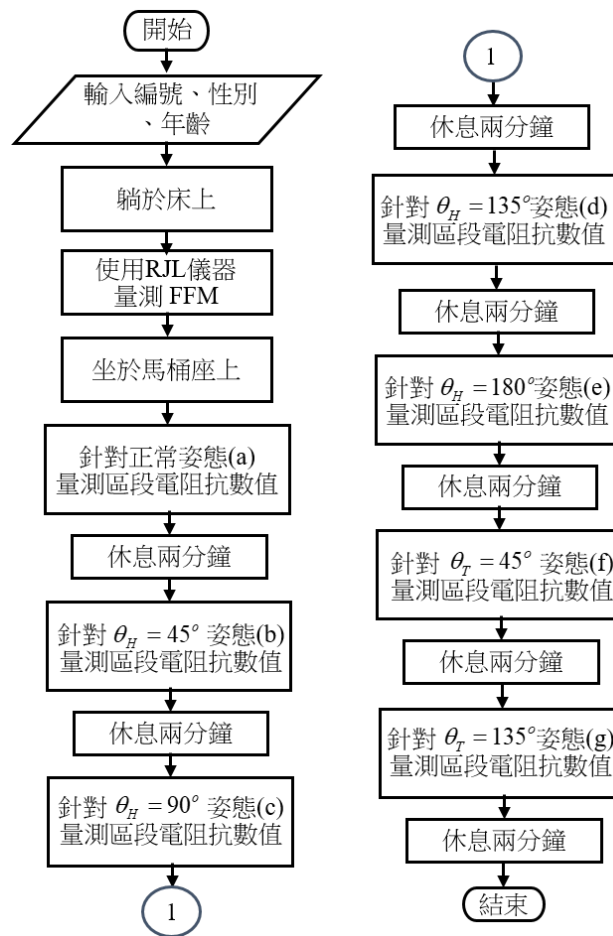 開始
輸入編號、性別
、年齡
躺於床上
使用RJL儀器
量測 FFM
坐於馬桶座上
針對正常姿態(a)
量測區段電阻抗數值
休息兩分鐘
針對 θ_H = 45° 姿態(b)
量測區段電阻抗數值
休息兩分鐘
針對 θ_H = 90° 姿態(c)
量測區段電阻抗數值
1
1
休息兩分鐘
針對 θ_H = 135° 姿態(d)
量測區段電阻抗數值
休息兩分鐘
針對 θ_H = 180° 姿態(e)
量測區段電阻抗數值
休息兩分鐘
針對 θ_T = 45° 姿態(f)
量測區段電阻抗數值
休息兩分鐘
針對 θ_T = 135° 姿態(g)
量測區段電阻抗數值
休息兩分鐘
結束